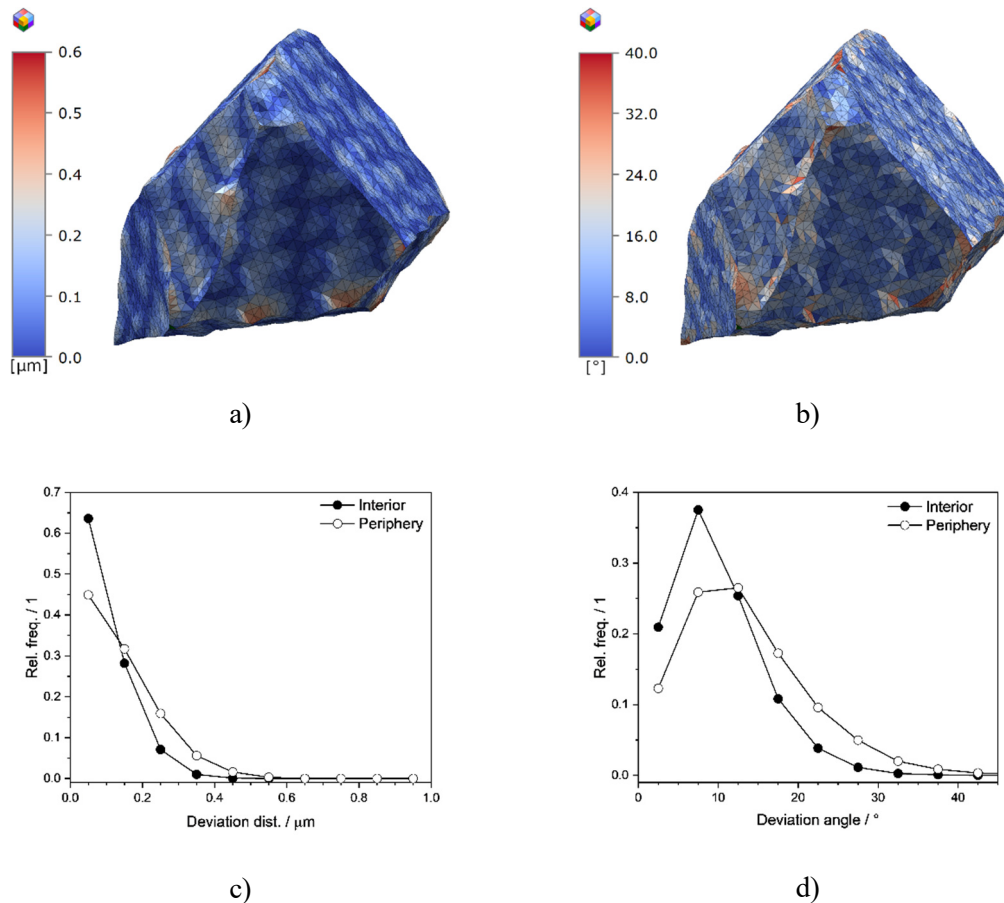 0.6
0.5
0.4
0.2
0.1
0.0
[μm]
40.0
32.0
24.0
16.0
8.0
0.0
[°]
a)
b)
0.7
0.6
0.5
0.4
0.3
0.2
0.1
0.0
Rel. freq. / 1
Interior
Periphery
0.0 0.2 0.4 0.6 0.8 1.0
Deviation dist. / μm
0.4
0.3
0.2
0.1
0.0
Rel. freq. / 1
Interior
Periphery
0 10 20 30 40
Deviation angle / °
c)
d)